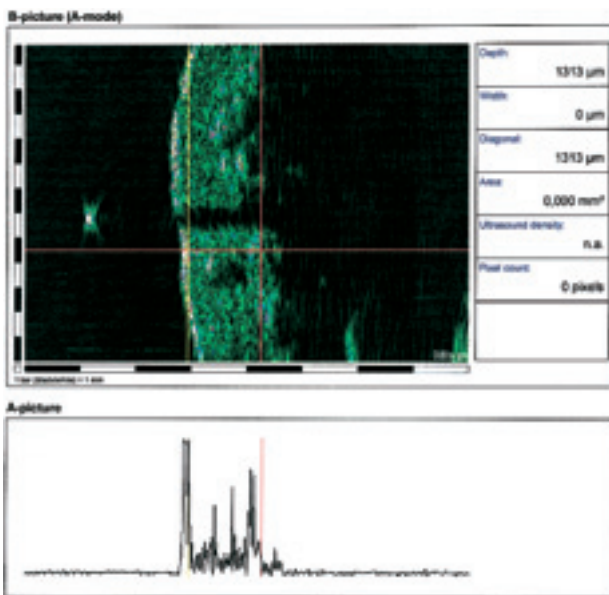 B-picture (A-mode)
Depth:
1313 µm
Width:
0 µm
Diagonal:
1313 µm
Area:
0,000 mm²
Ultrasound density:
n.a.
Pixel count:
0 pixels
A-picture